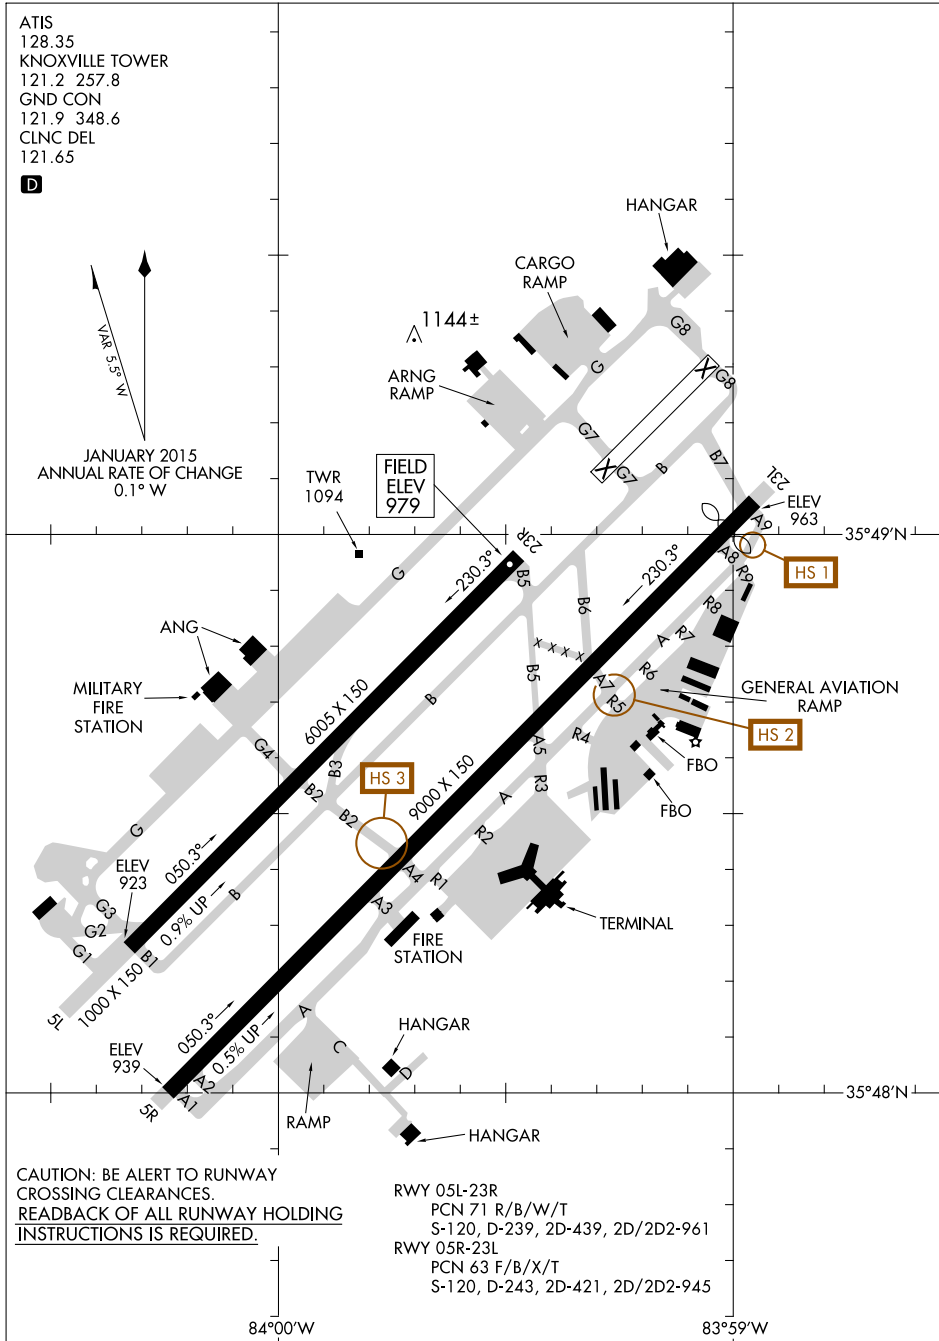 ATIS
128.35
KNOXVILLE TOWER
121.2 257.8
GND CON
121.9 348.6
CLNC DEL
121.65
D
VAR 5.5° W
JANUARY 2015
ANNUAL RATE OF CHANGE
0.1° W
HANGAR
CARGO
RAMP
1144±
ARNG
RAMP
G8
G
X
G8
G7
G7
X
B
B7
TWR
1094
FIELD
ELEV
979
23L
ELEV
963
A9
35°49'N
HS 1
23R
A8
R9
G
230.3°
B5
230.3°
B6
R8
ANG
X X X X
A
R7
MILITARY
FIRE
STATION
B5
R6
A7
R5
GENERAL AVIATION
RAMP
B
6005 X 150
HS 2
G4
R4
A5
FBO
B3
HS 3
9000 X 150
R3
FBO
B2
A
B2
G
R2
050.3°
ELEV
923
A4
R1
B
A3
G3
0.9% UP
TERMINAL
G2
FIRE
STATION
G1
B1
1000 X 150
5L
050.3°
A
0.5% UP
C
HANGAR
ELEV
939
D
A2
A1
5R
35°48'N
RAMP
HANGAR
CAUTION: BE ALERT TO RUNWAY
CROSSING CLEARANCES.
READBACK OF ALL RUNWAY HOLDING
INSTRUCTIONS IS REQUIRED.
RWY 05L-23R
PCN 71 R/B/W/T
S-120, D-239, 2D-439, 2D/2D2-961
RWY 05R-23L
PCN 63 F/B/X/T
S-120, D-243, 2D-421, 2D/2D2-945
84°00'W
83°59'W